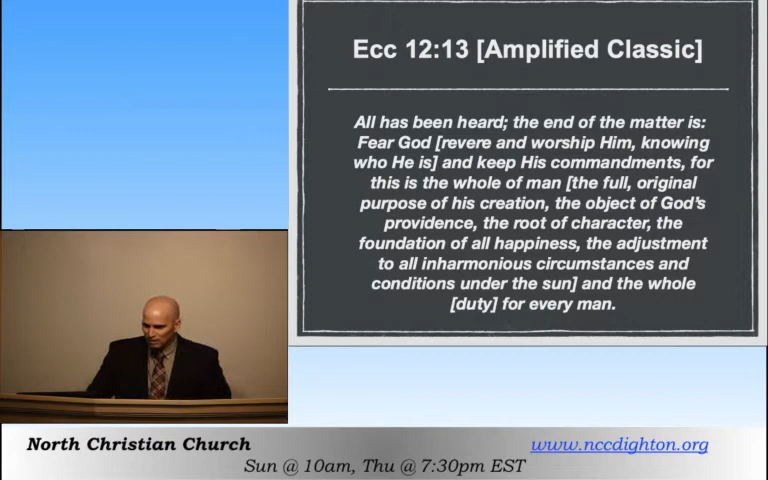 Ecc 12:13 [Amplified Classic]
All has been heard; the end of the matter is:
Fear God [revere and worship Him, knowing
who He is] and keep His commandments, for
this is the whole of man [the full, original
purpose of his creation, the object of God's
providence, the root of character, the
foundation of all happiness, the adjustment
to all inharmonious circumstances and
conditions under the sun] and the whole
[duty] for every man.
North Christian Church
www.nccdighton.org
Sun @ 10am, Thu @ 7:30pm EST